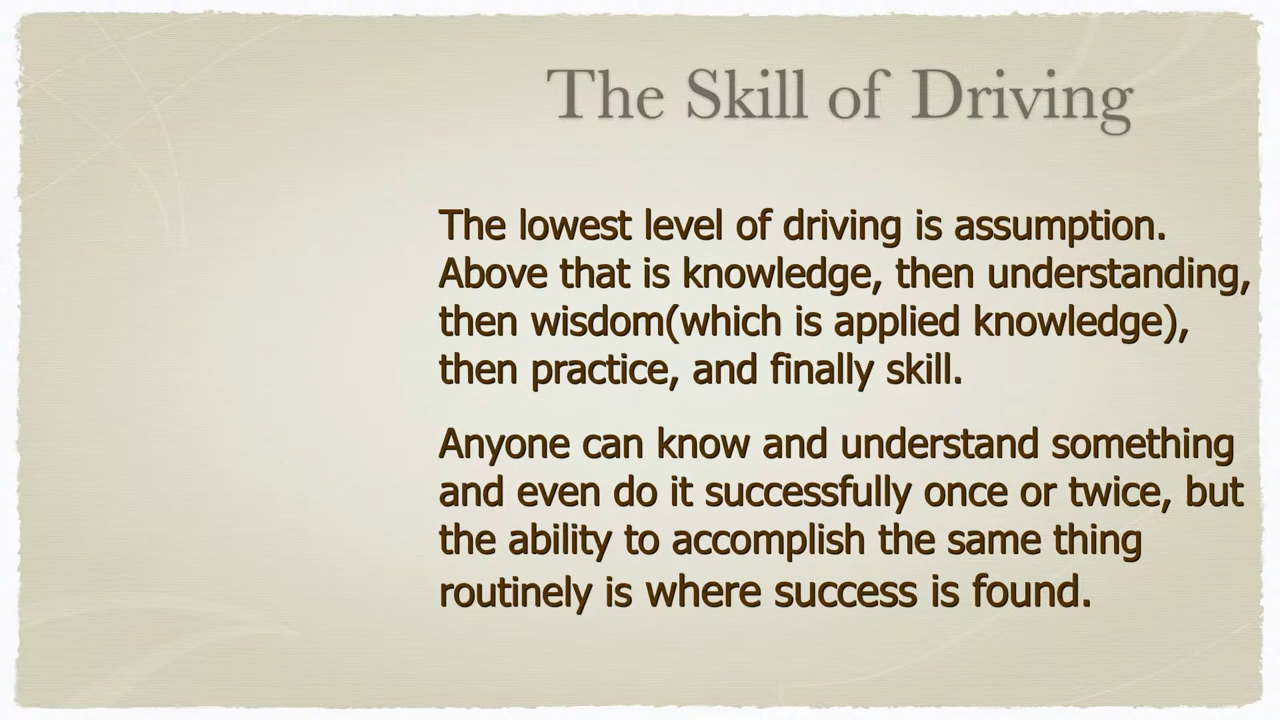 The Skill of Driving
The lowest level of driving is assumption.
Above that is knowledge, then understanding,
then wisdom(which is applied knowledge),
then practice, and finally skill.
Anyone can know and understand something
and even do it successfully once or twice, but
the ability to accomplish the same thing
routinely is where success is found.